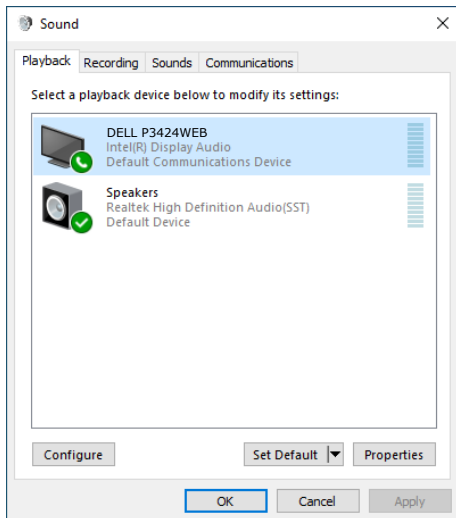 Sound
Playback Recording Sounds Communications
Select a playback device below to modify its settings:
DELL P3424WEB
Intel(R) Display Audio
Default Communications Device
Speakers
Realtek High Definition Audio(SST)
Default Device
Configure Set Default Properties
OK Cancel Apply